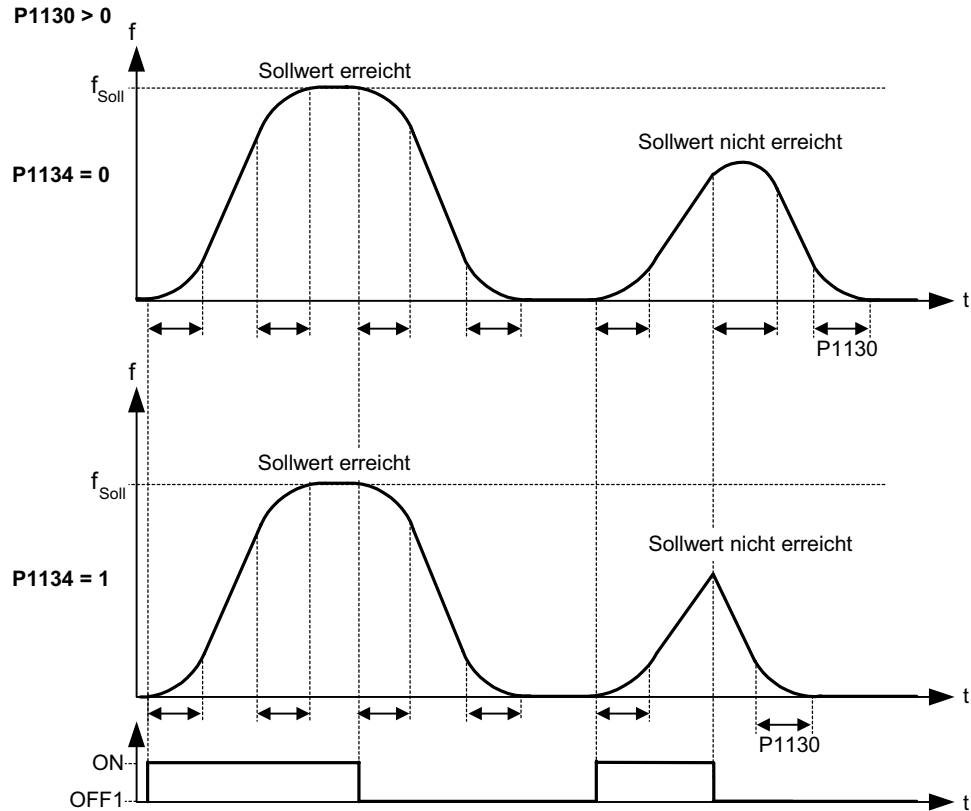 P1130 > 0
f
Sollwert erreicht
fSoll
Sollwert nicht erreicht
P1134 = 0
t
P1130
f
Sollwert erreicht
fSoll
Sollwert nicht erreicht
P1134 = 1
t
P1130
ON
OFF1
t